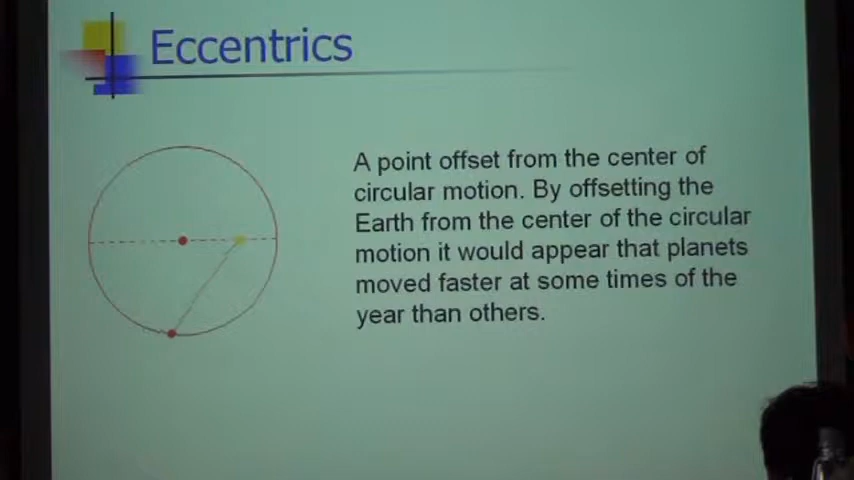 Eccentrics
A point offset from the center of
circular motion. By offsetting the
Earth from the center of the circular
motion it would appear that planets
moved faster at some times of the
year than others.